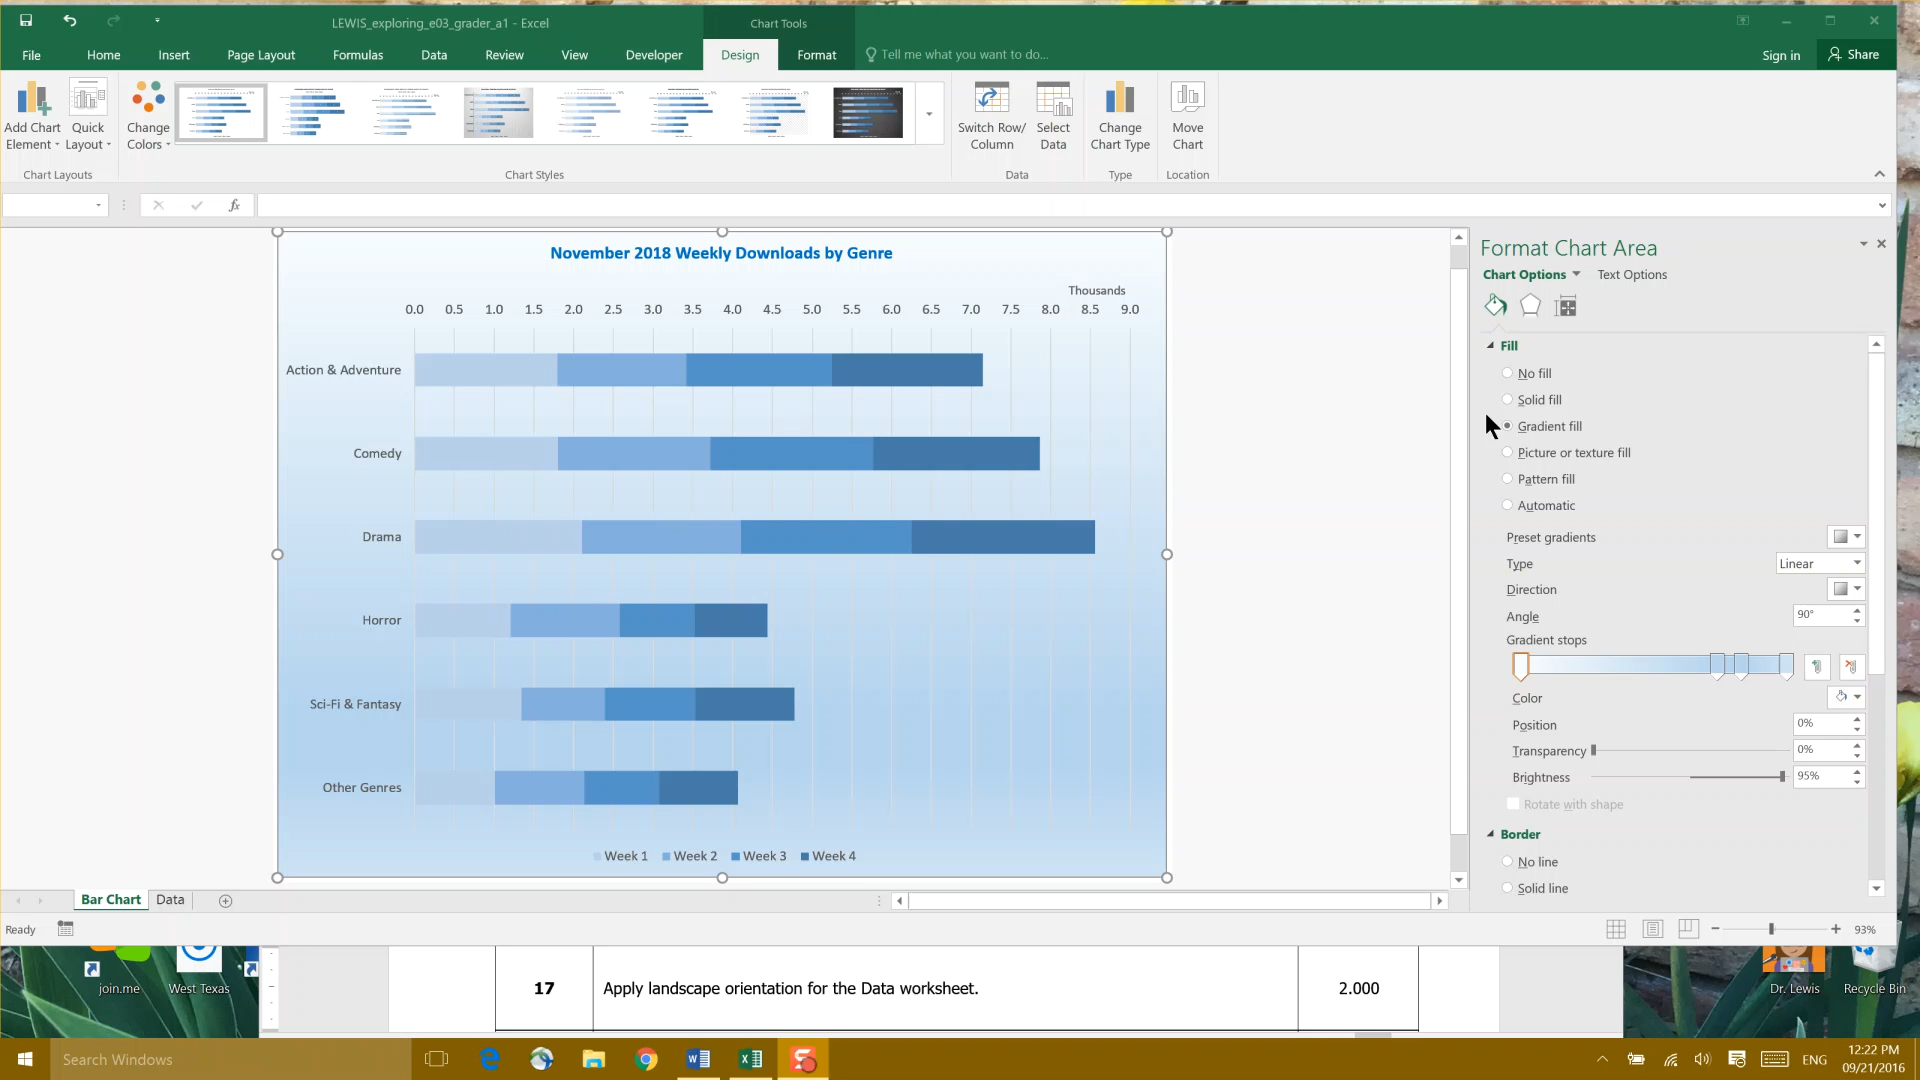 LEWIS_exploring_e03_grader_a1 - Excel
Chart Tools
File
Home
Insert
Page Layout
Formulas
Data
Review
View
Developer
Design
Format
Tell me what you want to do...
Sign in
Share
Add Chart
Element
Quick
Layout
Change
Colors
Switch Row/
Column
Select
Data
Change
Chart Type
Move
Chart
Chart Layouts
Chart Styles
Data
Type
Location
fx
November 2018 Weekly Downloads by Genre
Thousands
0.0 0.5 1.0 1.5 2.0 2.5 3.0 3.5 4.0 4.5 5.0 5.5 6.0 6.5 7.0 7.5 8.0 8.5 9.0
Action & Adventure
Comedy
Drama
Horror
Sci-Fi & Fantasy
Other Genres
Week 1 Week 2 Week 3 Week 4
Format Chart Area
Chart Options
Text Options
Fill
No fill
Solid fill
Gradient fill
Picture or texture fill
Pattern fill
Automatic
Preset gradients
Type
Linear
Direction
Angle
90°
Gradient stops
Color
Position
0%
Transparency
0%
Brightness
95%
Rotate with shape
Border
No line
Solid line
Bar Chart
Data
Ready
93%
join.me
West Texas
17
Apply landscape orientation for the Data worksheet.
2.000
Dr. Lewis
Recycle Bin
Search Windows
ENG
12:22 PM
09/21/2016